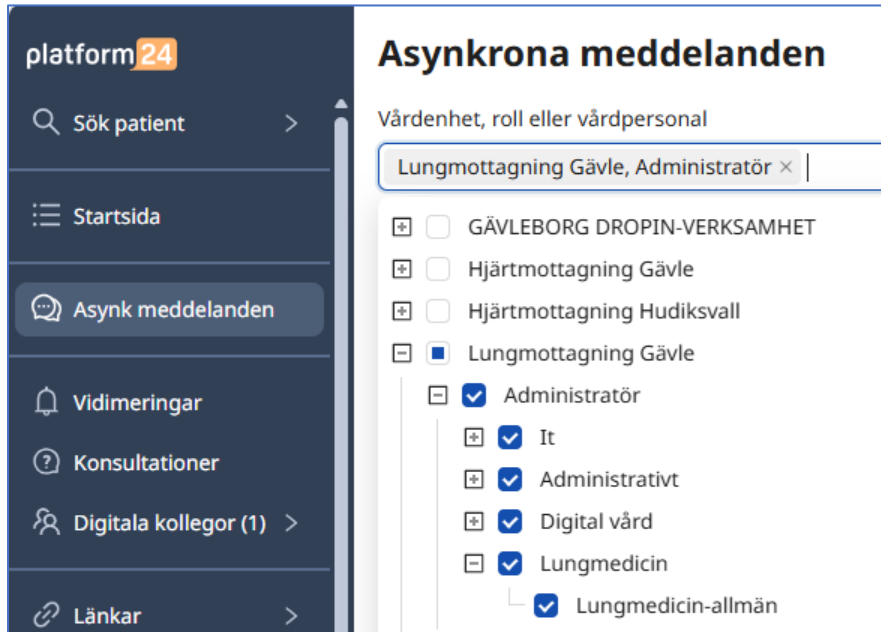 platform24
Sök patient
Startsida
Asynk meddelanden
Vidimeringar
Konsultationer
Digitala kollegor (1)
Länkar
Asynkrona meddelanden
Vårdenhet, roll eller vårdpersonal
Lungmottagning Gävle, Administratör ×
GÄVLEBORG DROPIN-VERKSAMHET
Hjärtmottagning Gävle
Hjärtmottagning Hudiksvall
Lungmottagning Gävle
Administratör
It
Administrativt
Digital vård
Lungmedicin
Lungmedicin-allmän